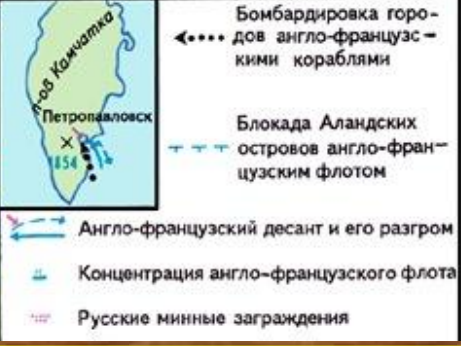 п-ов Камчатка
Петропавловск
1854
Бомбардировка горо-
дов англо-французс-
кими кораблями
Блокада Аландских
островов англо-фран-
цузским флотом
Англо-французский десант и его разгром
Концентрация англо-французского флота
Русские минные заграждения